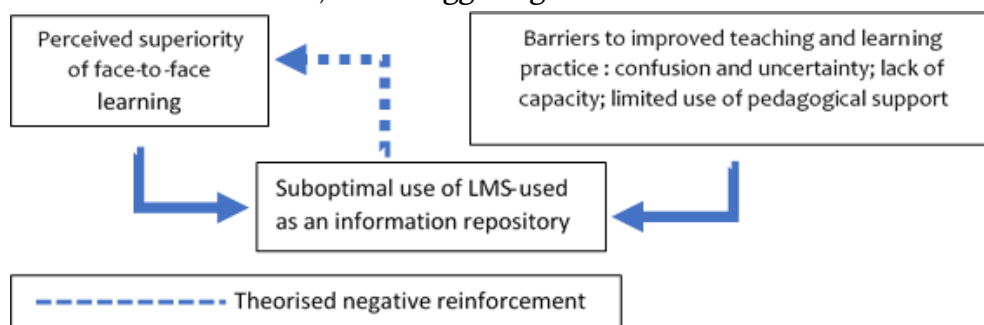 Perceived superiority
of face-to-face
learning
Barriers to improved teaching and learning
practice : confusion and uncertainty; lack of
capacity; limited use of pedagogical support
Suboptimal use of LMS-used
as an information repository
Theorised negative reinforcement